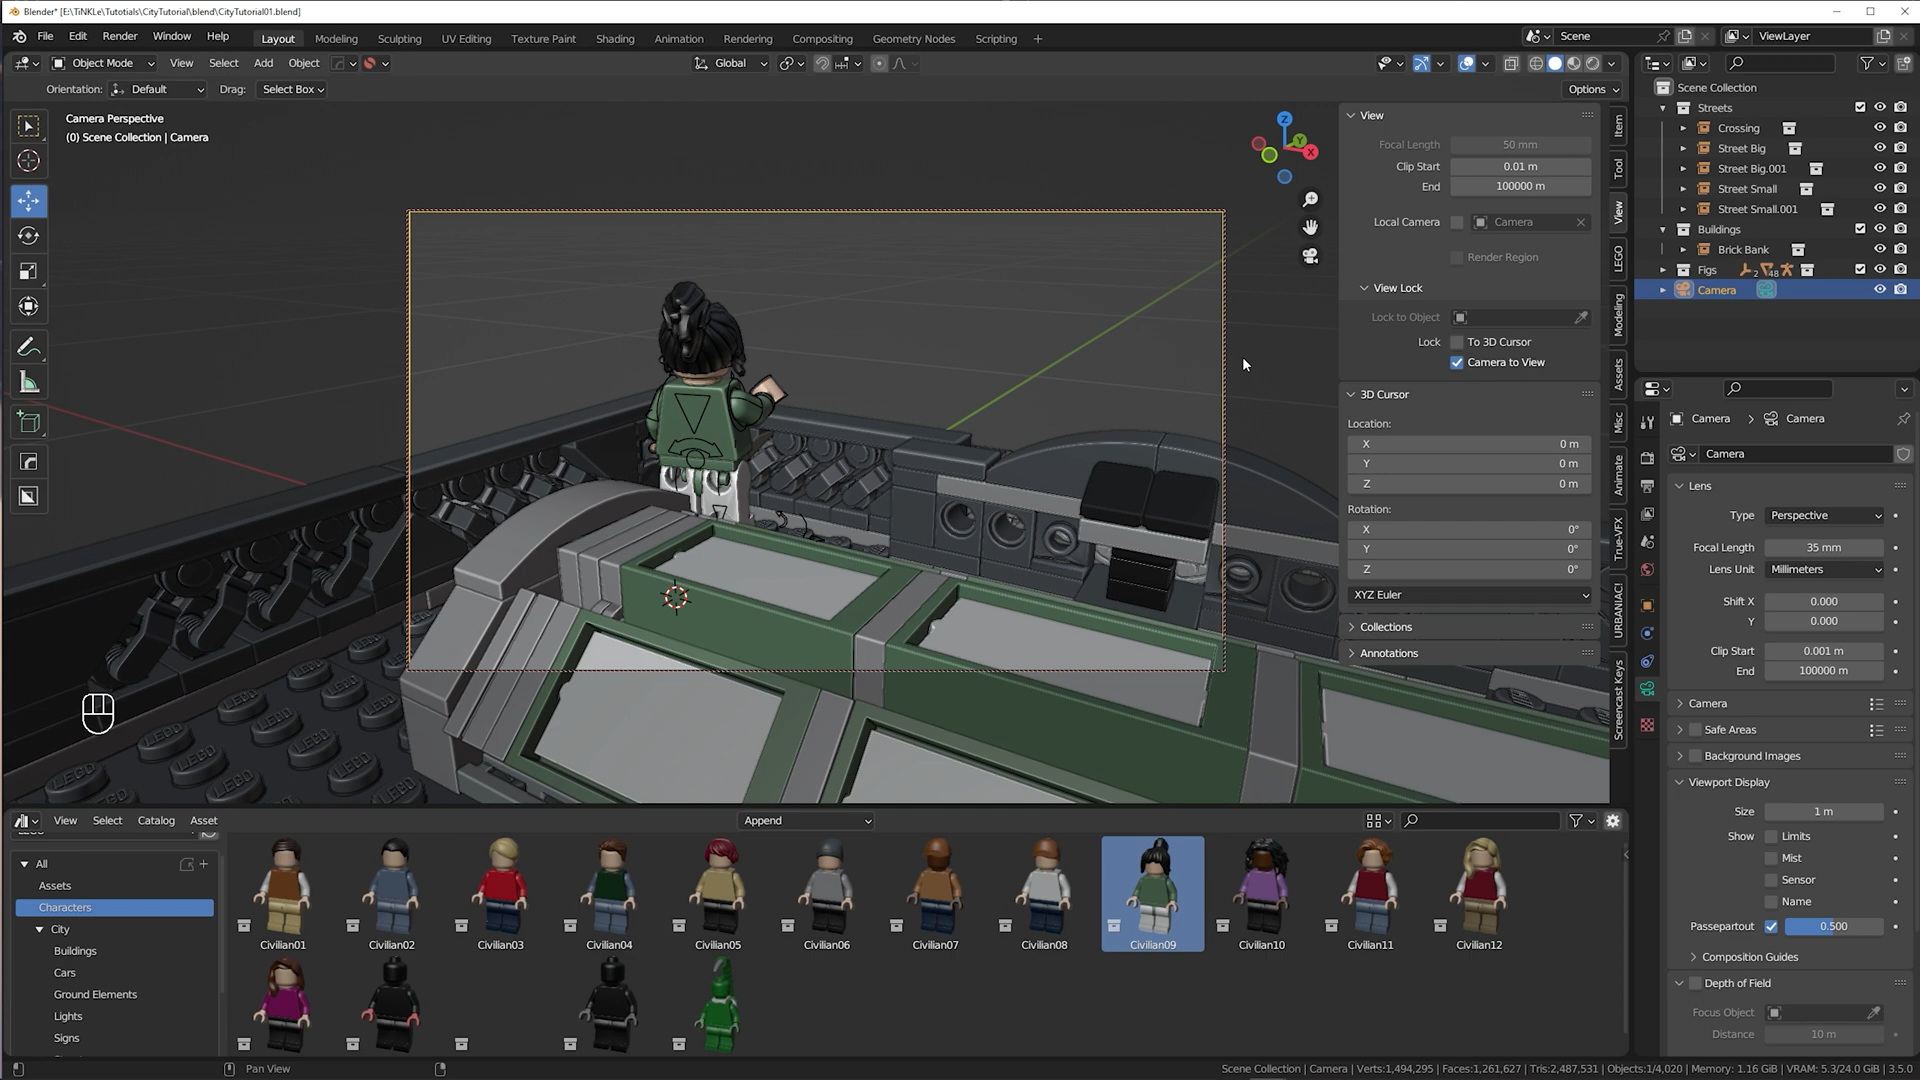 Blender* [E:\TiNKLe\Tutotials\CityTutorial\blend\CityTutorial01.blend]
File Edit Render Window Help
Layout Modeling Sculpting UV Editing Texture Paint Shading Animation Rendering Compositing Geometry Nodes Scripting +
Scene ViewLayer
Object Mode View Select Add Object Global
Orientation: Default Drag: Select Box Options
Camera Perspective
(0) Scene Collection | Camera
Z
Y
X
View
Focal Length 50 mm
Clip Start 0.01 m
End 100000 m
Local Camera Camera
Render Region
View Lock
Lock to Object
Lock To 3D Cursor
Camera to View
3D Cursor
Location:
X 0 m
Y 0 m
Z 0 m
Rotation:
X 0°
Y 0°
Z 0°
XYZ Euler
Collections
Annotations
Item
Tool
View
LEGO
Modeling
Assets
Misc
Animate
True-VFX
URBANIAC!
Screencast Keys
Scene Collection
Streets
Crossing
Street Big
Street BIg.001
Street Small
Street Small.001
Buildings
Brick Bank
Figs 2 48
Camera
Camera > Camera
Camera
Lens
Type Perspective
Focal Length 35 mm
Lens Unit Millimeters
Shift X 0.000
Y 0.000
Clip Start 0.001 m
End 100000 m
Camera
Safe Areas
Background Images
Viewport Display
Size 1 m
Show Limits
Mist
Sensor
Name
Passepartout 0.500
Composition Guides
Depth of Field
Focus Object
Distance 10 m
LEGO
LEGO
LEGO
LEGO
LEGO
LEGO
View Select Catalog Asset Append
All
Assets
Characters
City
Buildings
Cars
Ground Elements
Lights
Signs
Civilian01 Civilian02 Civilian03 Civilian04 Civilian05 Civilian06 Civilian07 Civilian08 Civilian09 Civilian10 Civilian11 Civilian12
Pan View
Scene Collection | Camera | Verts:1,494,295 | Faces:1,261,627 | Tris:2,487,531 | Objects:1/4,020 | Memory: 1.16 GiB | VRAM: 5.3/24.0 GiB | 3.5.0